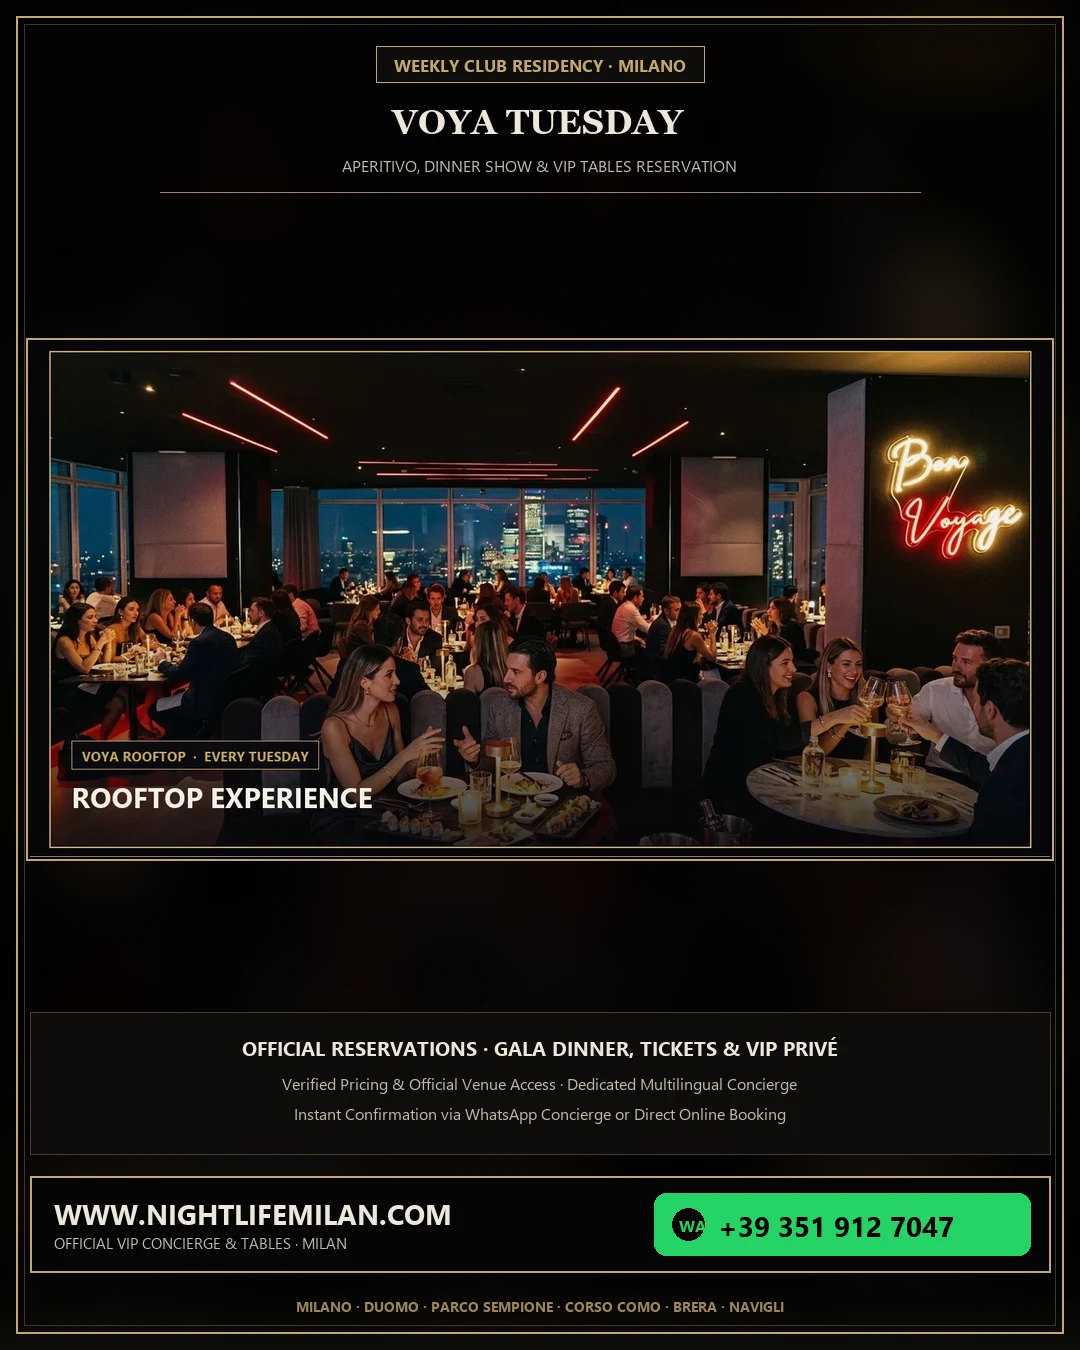 WEEKLY CLUB RESIDENCY · MILANO
VOYA TUESDAY
APERITIVO, DINNER SHOW & VIP TABLES RESERVATION
Bon
Voyage
VOYA ROOFTOP · EVERY TUESDAY
ROOFTOP EXPERIENCE
OFFICIAL RESERVATIONS · GALA DINNER, TICKETS & VIP PRIVÉ
Verified Pricing & Official Venue Access · Dedicated Multilingual Concierge
Instant Confirmation via WhatsApp Concierge or Direct Online Booking
WWW.NIGHTLIFEMILAN.COM
OFFICIAL VIP CONCIERGE & TABLES · MILAN
WA +39 351 912 7047
MILANO · DUOMO · PARCO SEMPIONE · CORSO COMO · BRERA · NAVIGLI